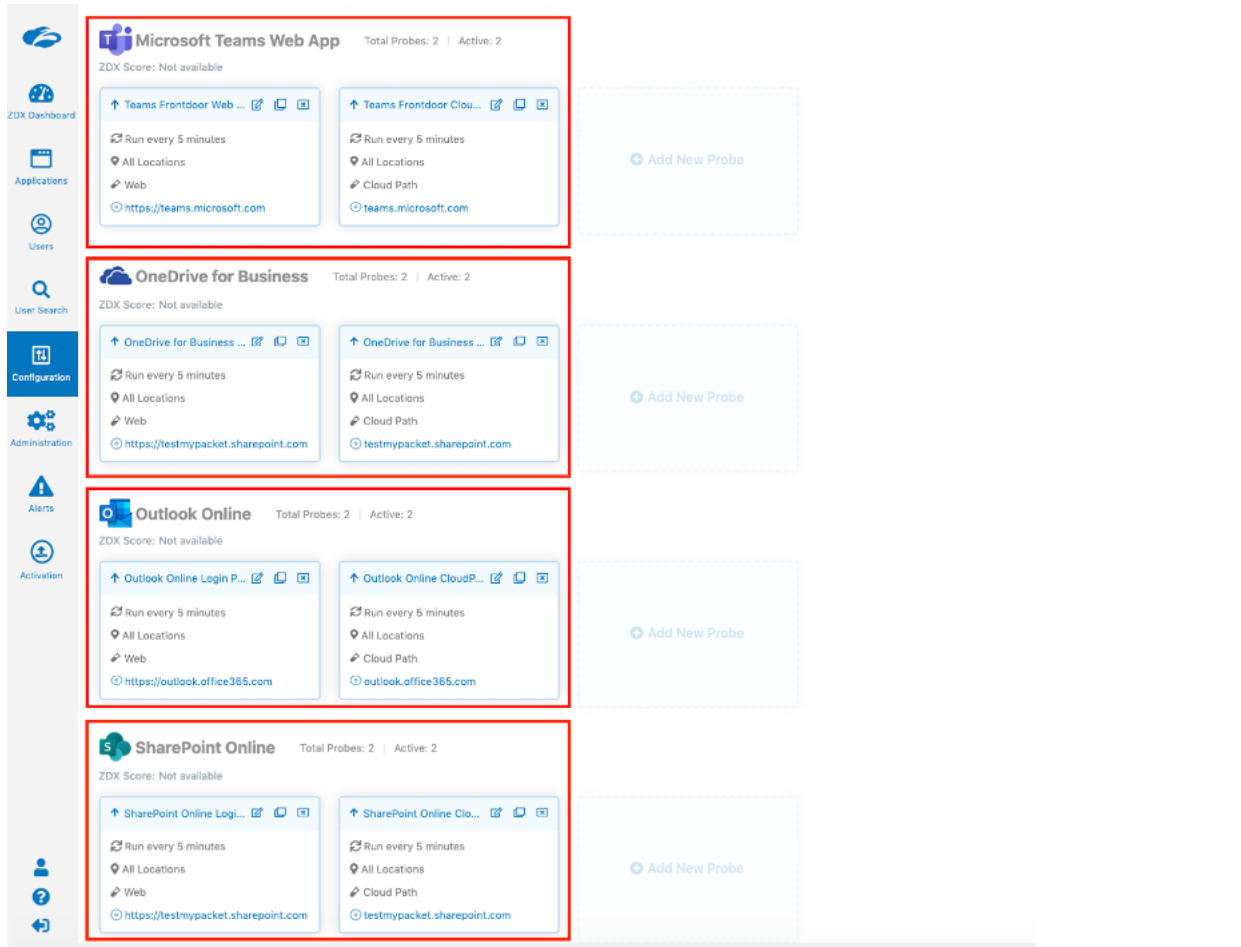 ZDX Dashboard
Applications
Users
User Search
Configuration
Administration
Alerts
Activation
Microsoft Teams Web App Total Probes: 2 | Active: 2
ZDX Score: Not available
Teams Frontdoor Web ... Teams Frontdoor Clou...
Run every 5 minutes Run every 5 minutes
All Locations All Locations
Web Cloud Path
https://teams.microsoft.com teams.microsoft.com
Add New Probe
OneDrive for Business Total Probes: 2 | Active: 2
ZDX Score: Not available
OneDrive for Business ... OneDrive for Business ...
Run every 5 minutes Run every 5 minutes
All Locations All Locations
Web Cloud Path
https://testmypacket.sharepoint.com testmypacket.sharepoint.com
Add New Probe
Outlook Online Total Probes: 2 | Active: 2
ZDX Score: Not available
Outlook Online Login P... Outlook Online CloudP...
Run every 5 minutes Run every 5 minutes
All Locations All Locations
Web Cloud Path
https://outlook.office365.com outlook.office365.com
Add New Probe
SharePoint Online Total Probes: 2 | Active: 2
ZDX Score: Not available
SharePoint Online Logi... SharePoint Online Clo...
Run every 5 minutes Run every 5 minutes
All Locations All Locations
Web Cloud Path
https://testmypacket.sharepoint.com testmypacket.sharepoint.com
Add New Probe